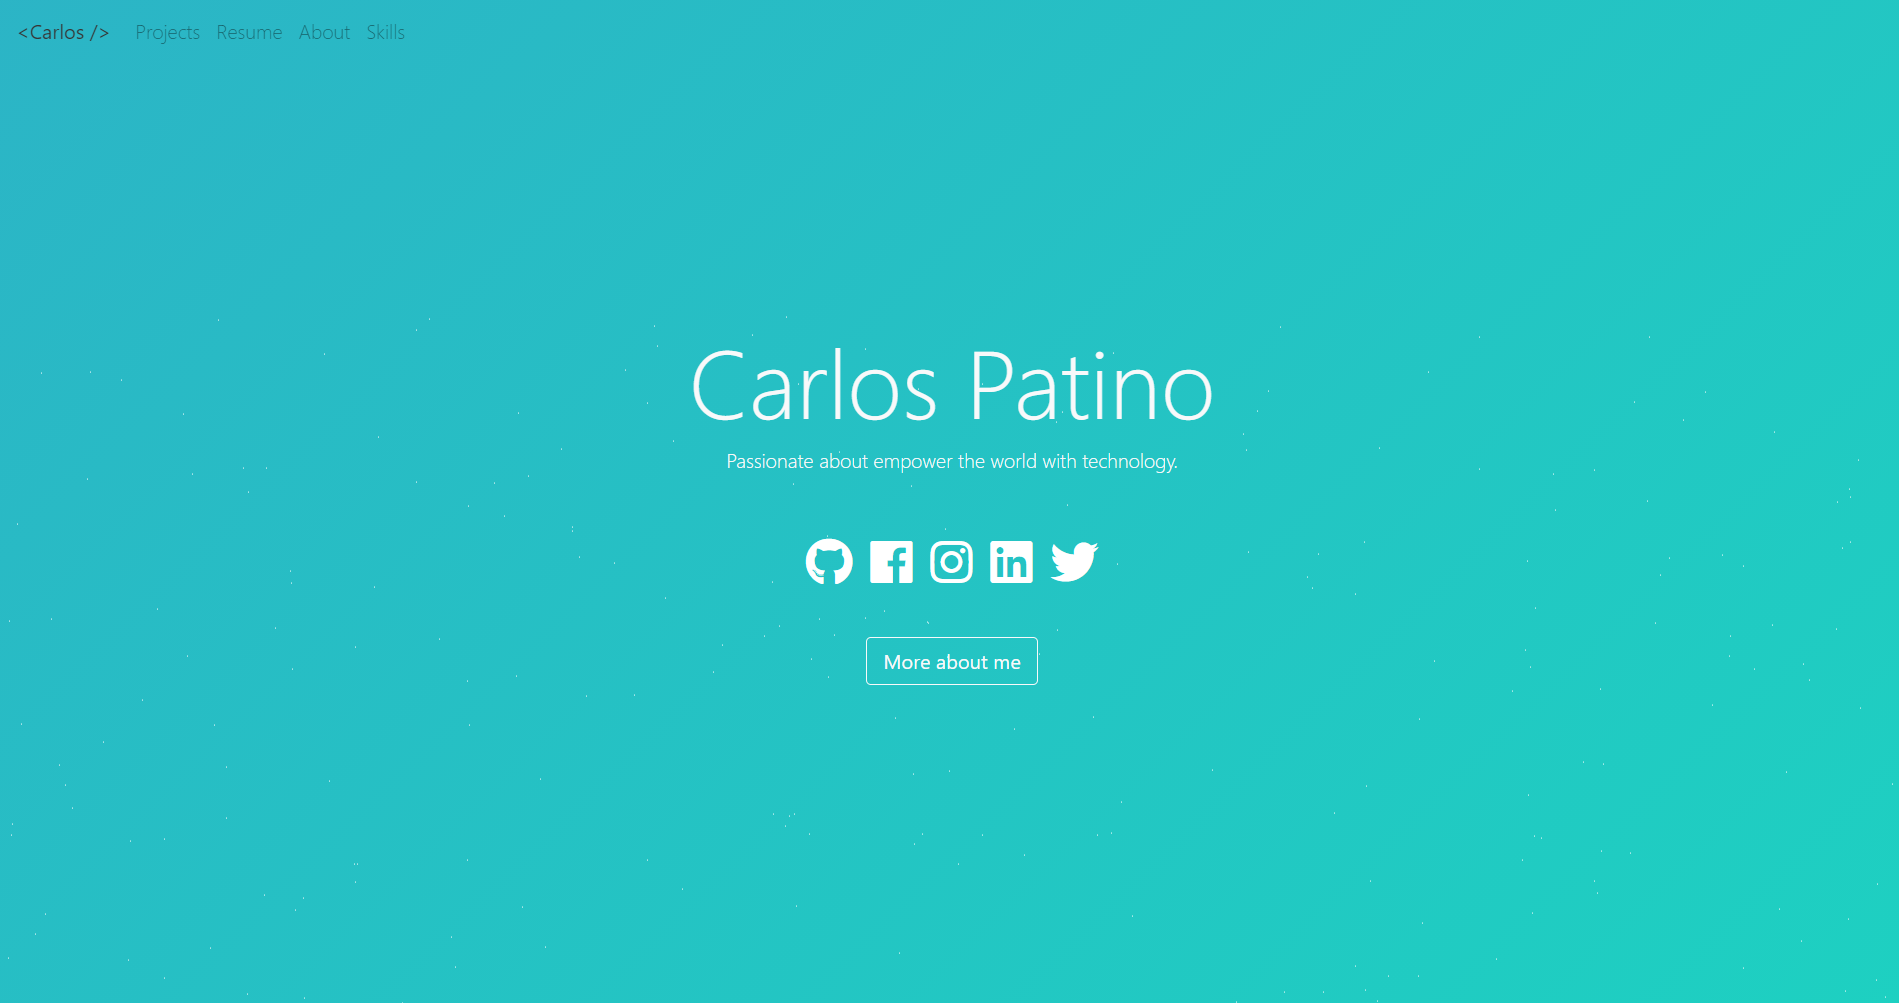 <Carlos /> Projects Resume About Skills
Carlos Patino
Passionate about empower the world with technology.
More about me